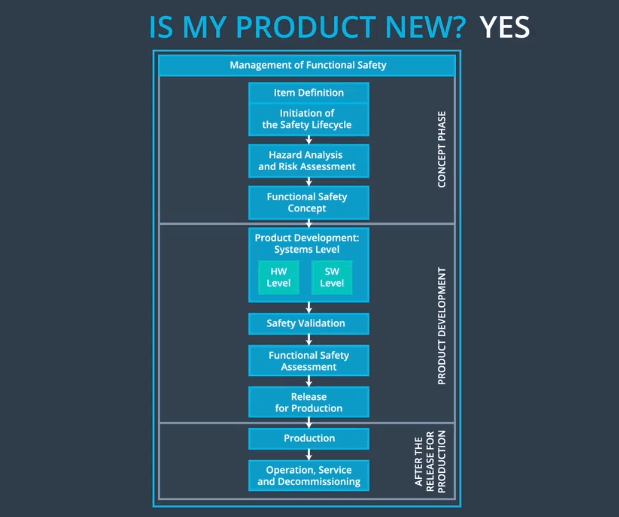 IS MY PRODUCT NEW? YES
Management of Functional Safety
Item Definition
Initiation of
the Safety Lifecycle
Hazard Analysis
and Risk Assessment
Functional Safety
Concept
CONCEPT PHASE
Product Development:
Systems Level
HW
Level
SW
Level
Safety Validation
Functional Safety
Assessment
Release
for Production
PRODUCT DEVELOPMENT
Production
Operation, Service
and Decommissioning
AFTER THE
RELEASE FOR
PRODUCTION